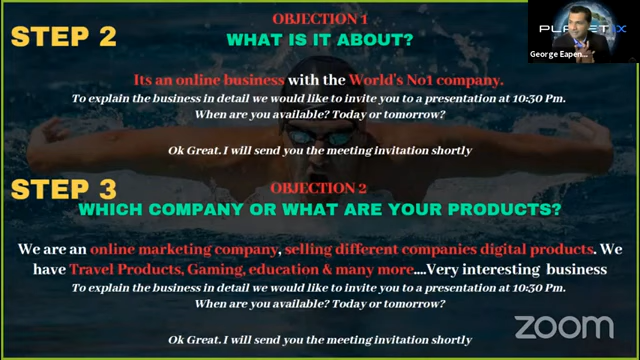 STEP 2
OBJECTION 1
WHAT IS IT ABOUT?
Its an online business with the World's No1 company.
To explain the business in detail we would like to invite you to a presentation at 10:30 Pm.
When are you available? Today or tomorrow?
Ok Great. I will send you the meeting invitation shortly
STEP 3
OBJECTION 2
WHICH COMPANY OR WHAT ARE YOUR PRODUCTS?
We are an online marketing company, selling different companies digital products. We
have Travel Products, Gaming, education & many more....Very interesting business
To explain the business in detail we would like to invite you to a presentation at 10:30 Pm.
When are you available? Today or tomorrow?
Ok Great. I will send you the meeting invitation shortly
George Eapen...
zoom